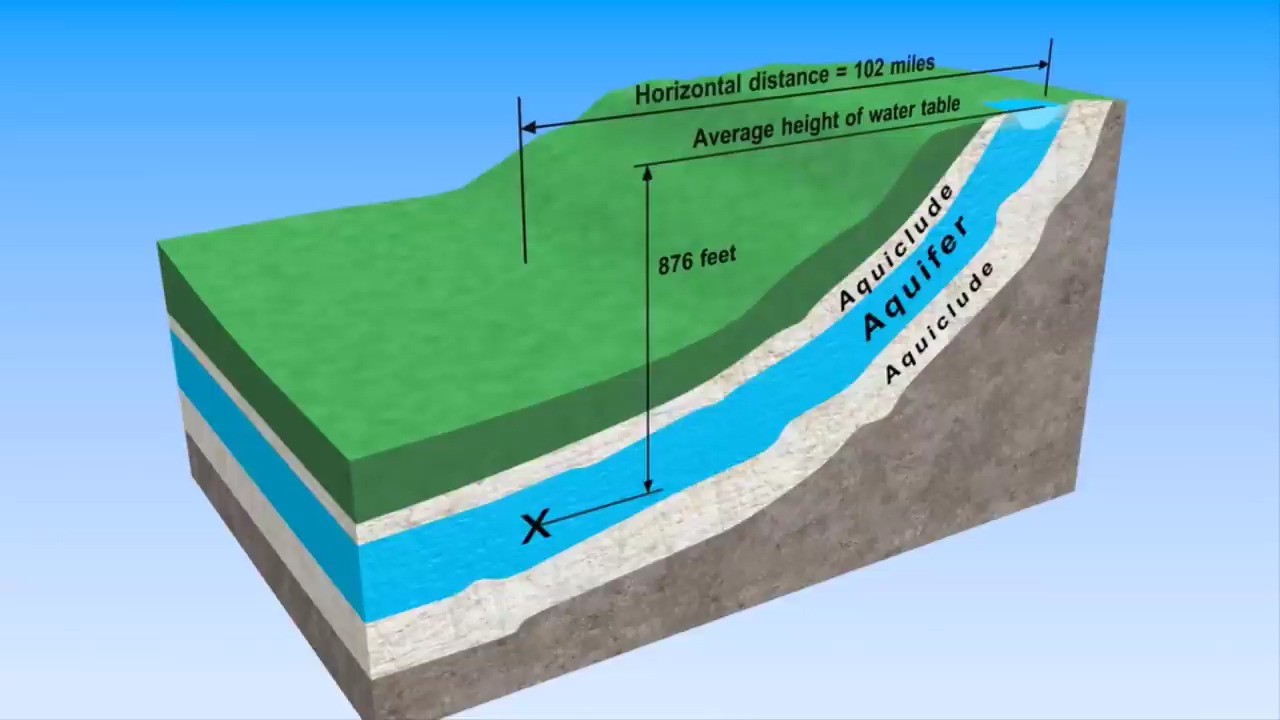 Horizontal distance = 102 miles
Average height of water table
876 feet
Aquiclude
Aquifer
Aquiclude
X